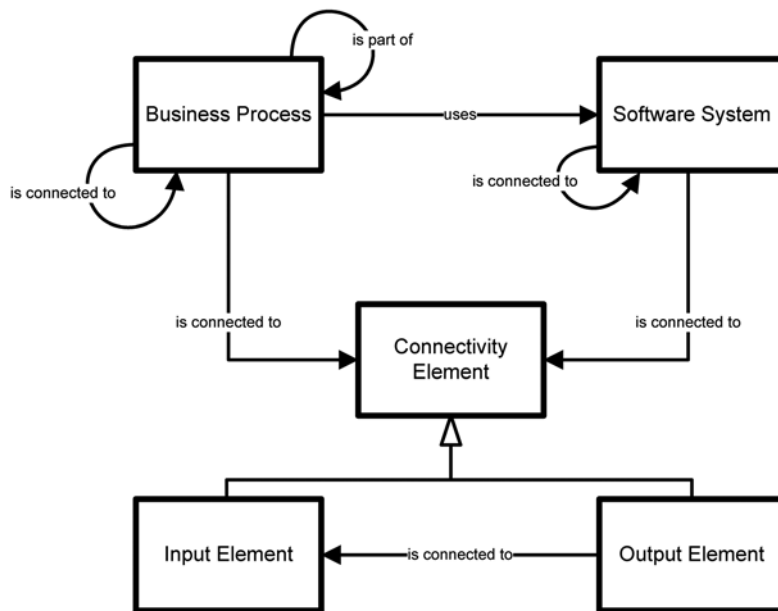 is part of
Business Process
uses
Software System
is connected to
is connected to
is connected to
is connected to
Connectivity
Element
Input Element
is connected to
Output Element